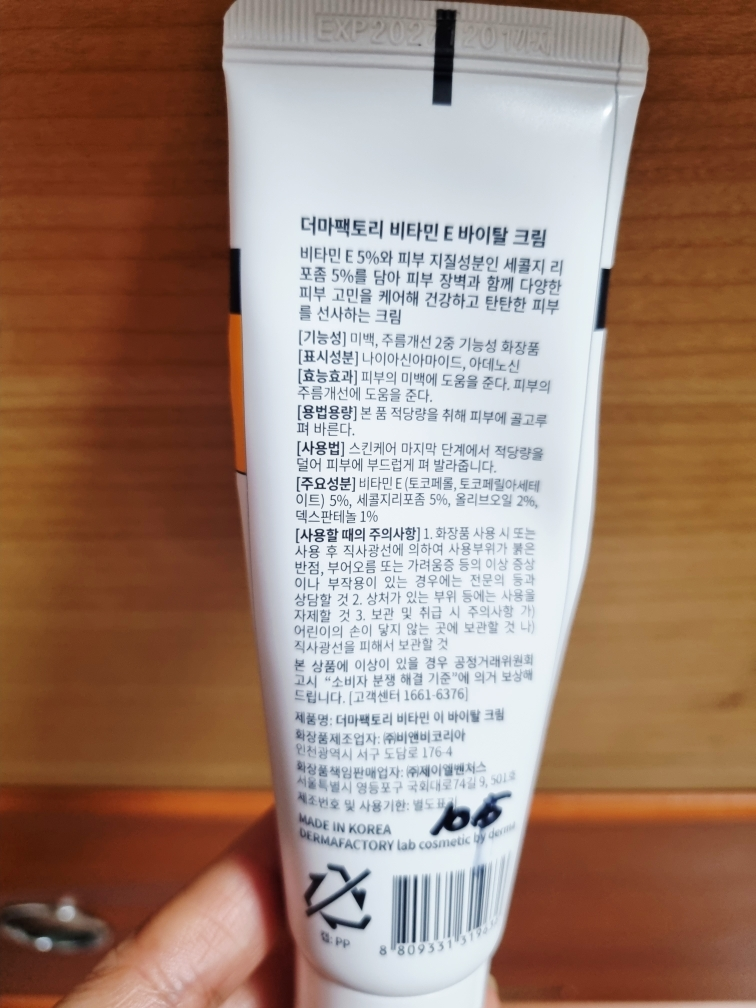 더마팩토리 비타민 E 바이탈 크림
비타민 E 5%와 피부 지질성분인 세콜지 리
포좀 5%를 담아 피부 장벽과 함께 다양한
피부 고민을 케어해 건강하고 탄탄한 피부
를 선사하는 크림
[기능성] 미백, 주름개선 2중 기능성 화장품
[표시성분] 나이아신아마이드, 아데노신
[효능효과] 피부의 미백에 도움을 준다. 피부의
주름개선에 도움을 준다.
[용법용량] 본 품 적당량을 취해 피부에 골고루
펴 바른다.
[사용법] 스킨케어 마지막 단계에서 적당량을
덜어 피부에 부드럽게 펴 발라줍니다.
[주요성분] 비타민 E (토코페롤, 토코페릴아세테
이트) 5%, 세콜지리포좀 5%, 올리브오일 2%,
덱스판테놀 1%
[사용할 때의 주의사항] 1. 화장품 사용 시 또는
사용 후 직사광선에 의하여 사용부위가 붉은
반점, 부어오름 또는 가려움증 등의 이상 증상
이나 부작용이 있는 경우에는 전문의 등과
상담할 것 2. 상처가 있는 부위 등에는 사용을
자제할 것 3. 보관 및 취급 시 주의사항 가)
어린이의 손이 닿지 않는 곳에 보관할 것 나)
직사광선을 피해서 보관할 것
본 상품에 이상이 있을 경우 공정거래위원회
고시 “소비자 분쟁 해결 기준”에 의거 보상해
드립니다. [고객센터 1661-6376]
제품명: 더마팩토리 비타민 이 바이탈 크림
화장품제조업자: ㈜비앤비코리아
인천광역시 서구 도담로 176-4
화장품책임판매업자: ㈜제이엘벤처스
서울특별시 영등포구 국회대로74길 9, 501호
제조번호 및 사용기한: 별도표기
MADE IN KOREA
DERMAFACTORY lab cosmetic by derma
캡: PP
8 809331